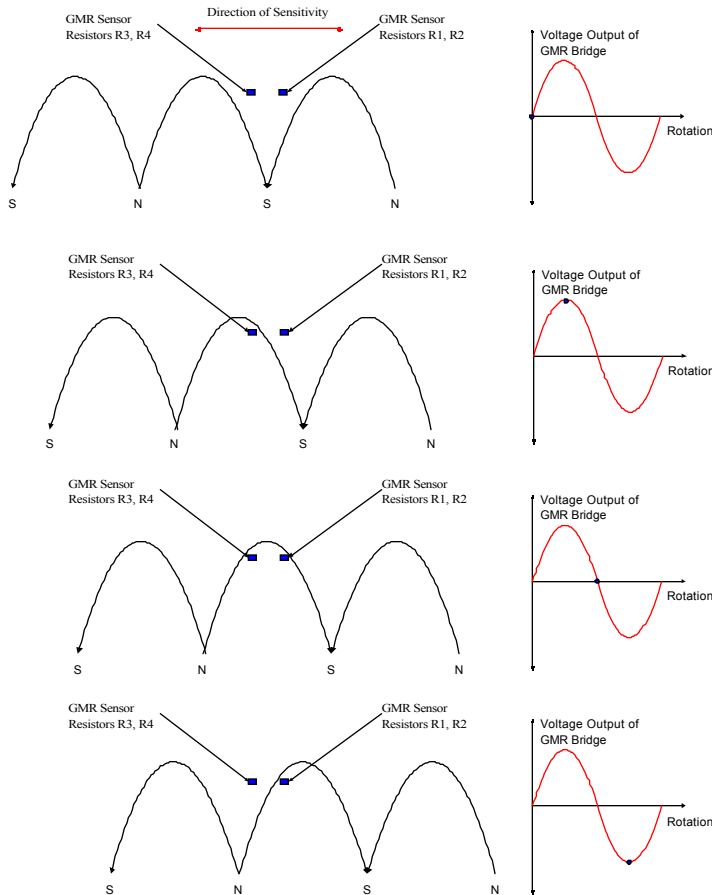 Direction of Sensitivity
GMR Sensor
Resistors R3, R4
GMR Sensor
Resistors R1, R2
Voltage Output of
GMR Bridge
Rotation
S
N
S
N
GMR Sensor
Resistors R3, R4
GMR Sensor
Resistors R1, R2
Voltage Output of
GMR Bridge
Rotation
S
N
S
N
GMR Sensor
Resistors R3, R4
GMR Sensor
Resistors R1, R2
Voltage Output of
GMR Bridge
Rotation
S
N
S
N
GMR Sensor
Resistors R3, R4
GMR Sensor
Resistors R1, R2
Voltage Output of
GMR Bridge
Rotation
S
N
S
N